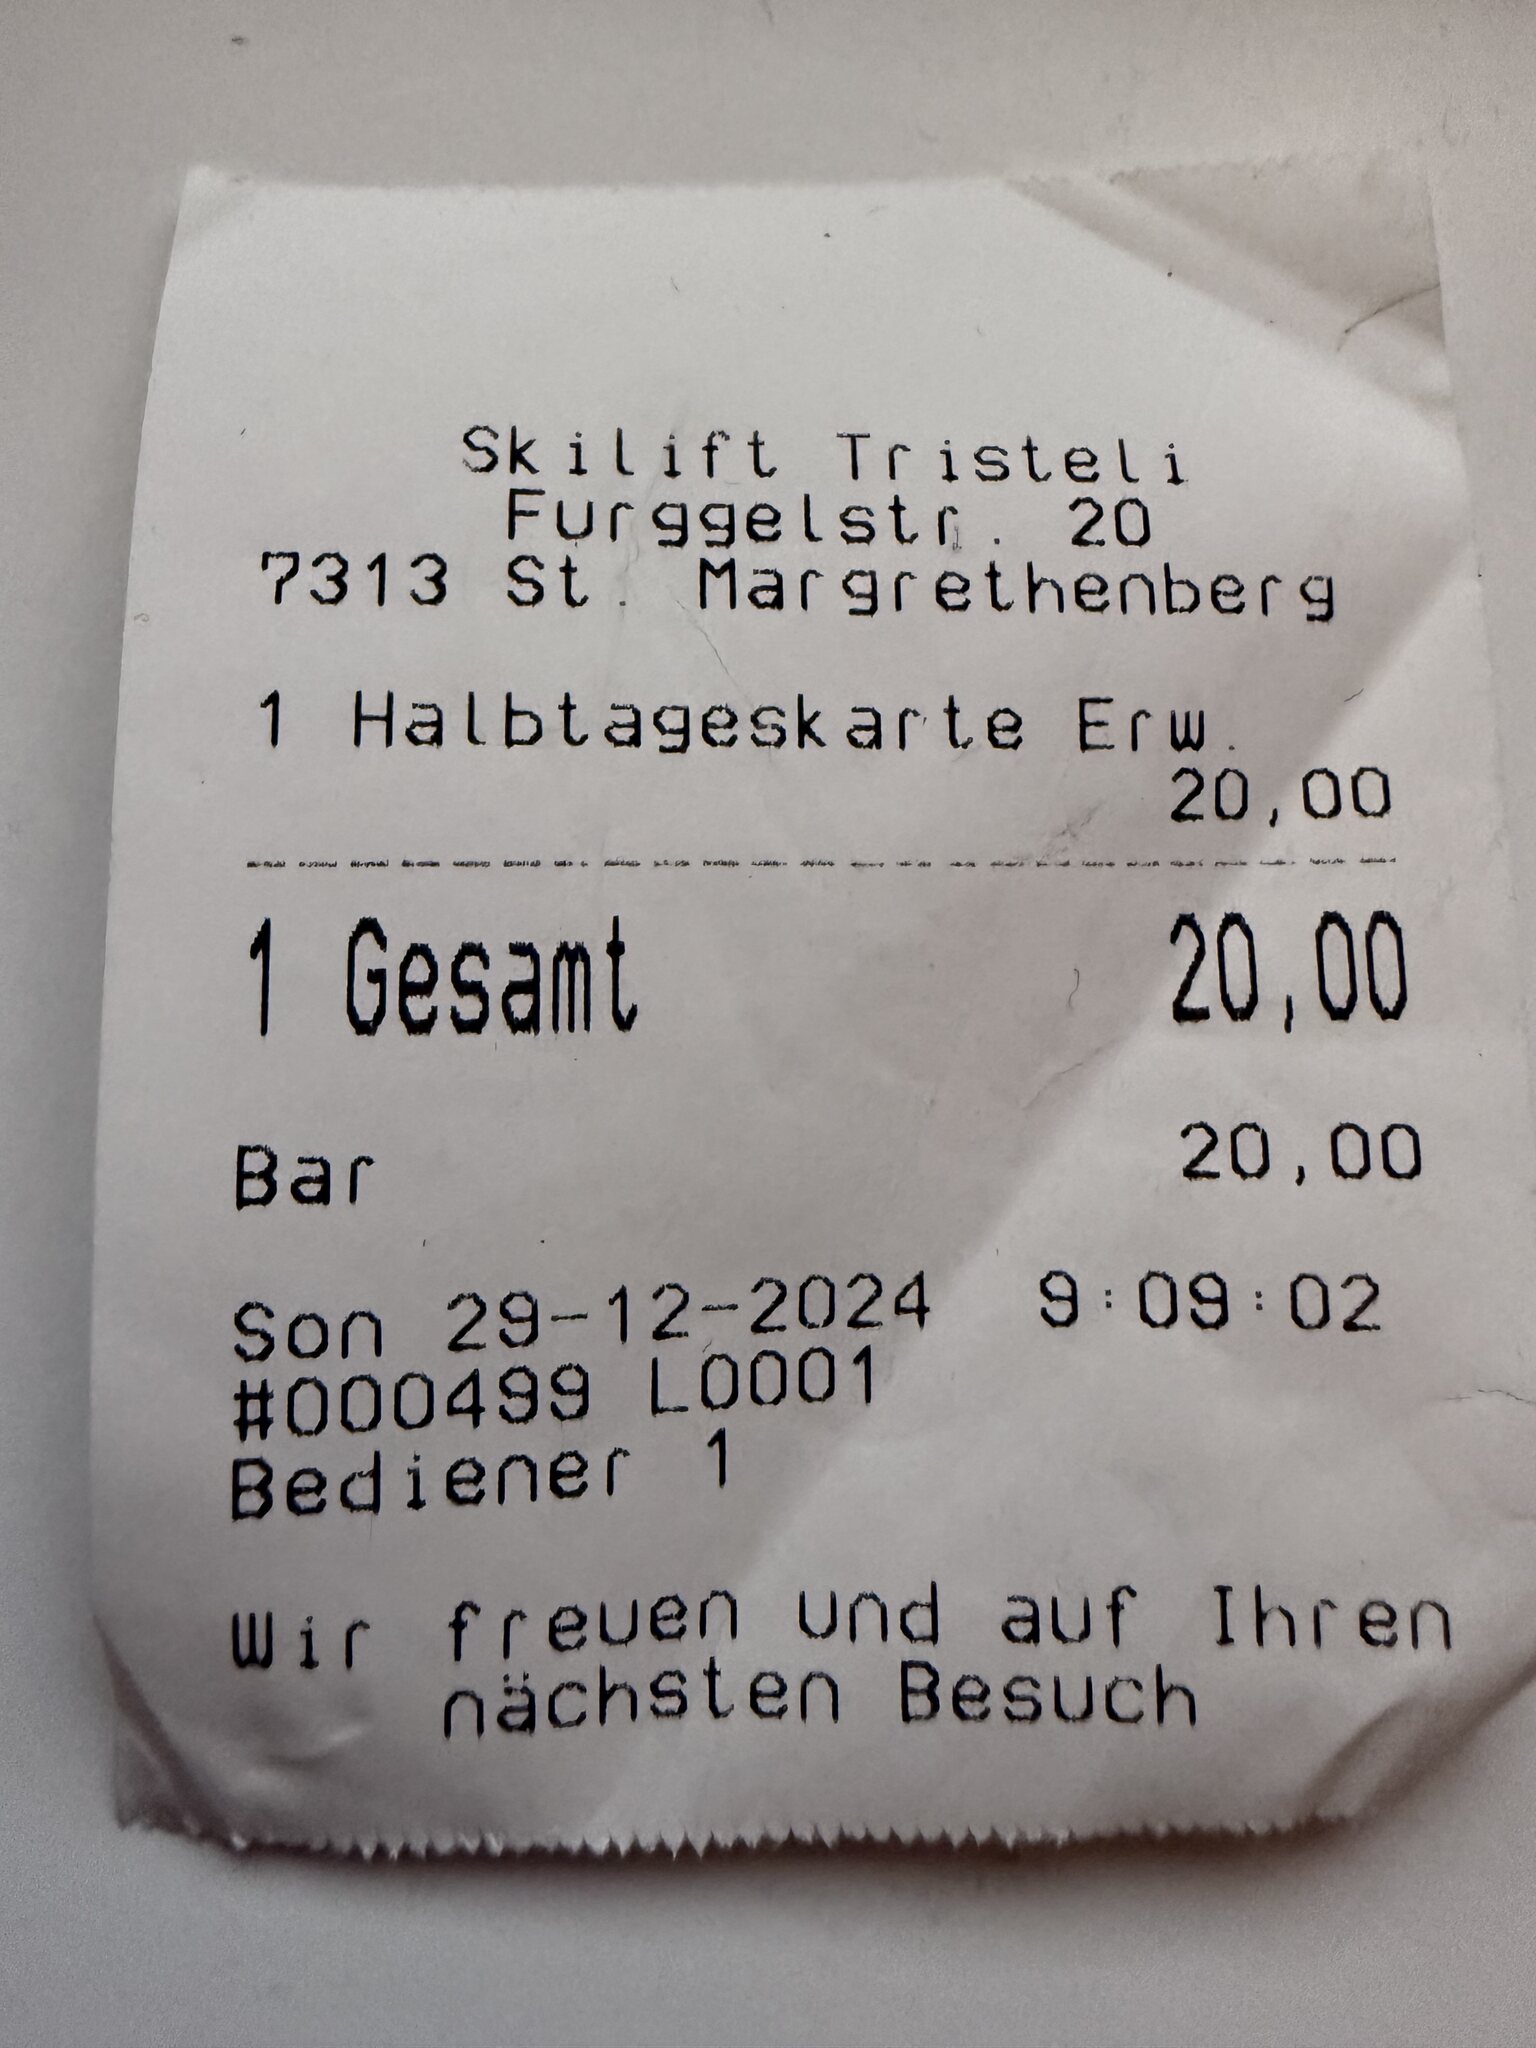 Skilift Tristeli
Furggelstr. 20
7313 St. Margrethenberg
1 Halbtageskarte Erw.
20,00
1 Gesamt 20,00
Bar 20,00
Son 29-12-2024 9:09:02
#000499 L0001
Bediener 1
Wir freuen und auf Ihren
nächsten Besuch